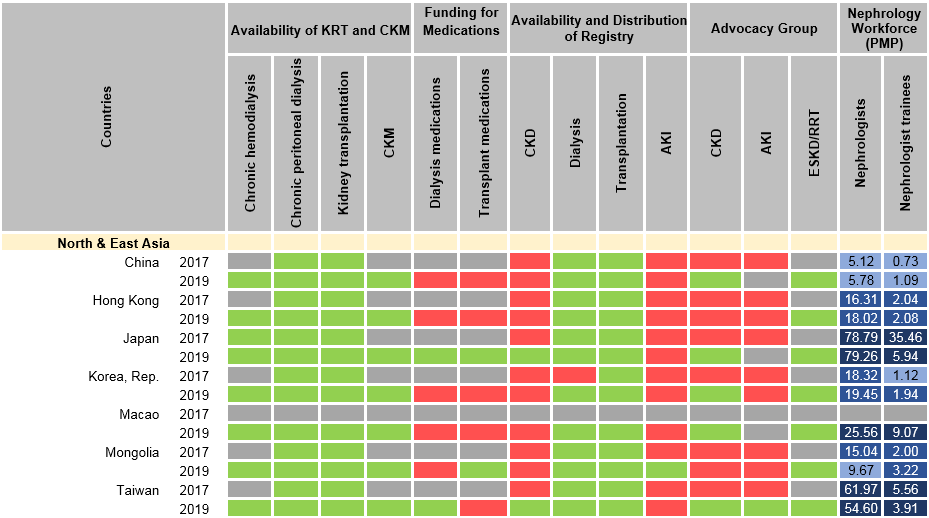 Availability of KRT and CKM
Funding for Medications
Availability and Distribution of Registry
Advocacy Group
Nephrology Workforce (PMP)
Countries
Chronic hemodialysis
Chronic peritoneal dialysis
Kidney transplantation
CKM
Dialysis medications
Transplant medications
CKD
Dialysis
Transplantation
AKI
CKD
AKI
ESKD/RRT
Nephrologists
Nephrologist trainees
North & East Asia
China 2017 5.12 0.73
2019 5.78 1.09
Hong Kong 2017 16.31 2.04
2019 18.02 2.08
Japan 2017 78.79 35.46
2019 79.26 5.94
Korea, Rep. 2017 18.32 1.12
2019 19.45 1.94
Macao 2017
2019 25.56 9.07
Mongolia 2017 15.04 2.00
2019 9.67 3.22
Taiwan 2017 61.97 5.56
2019 54.60 3.91